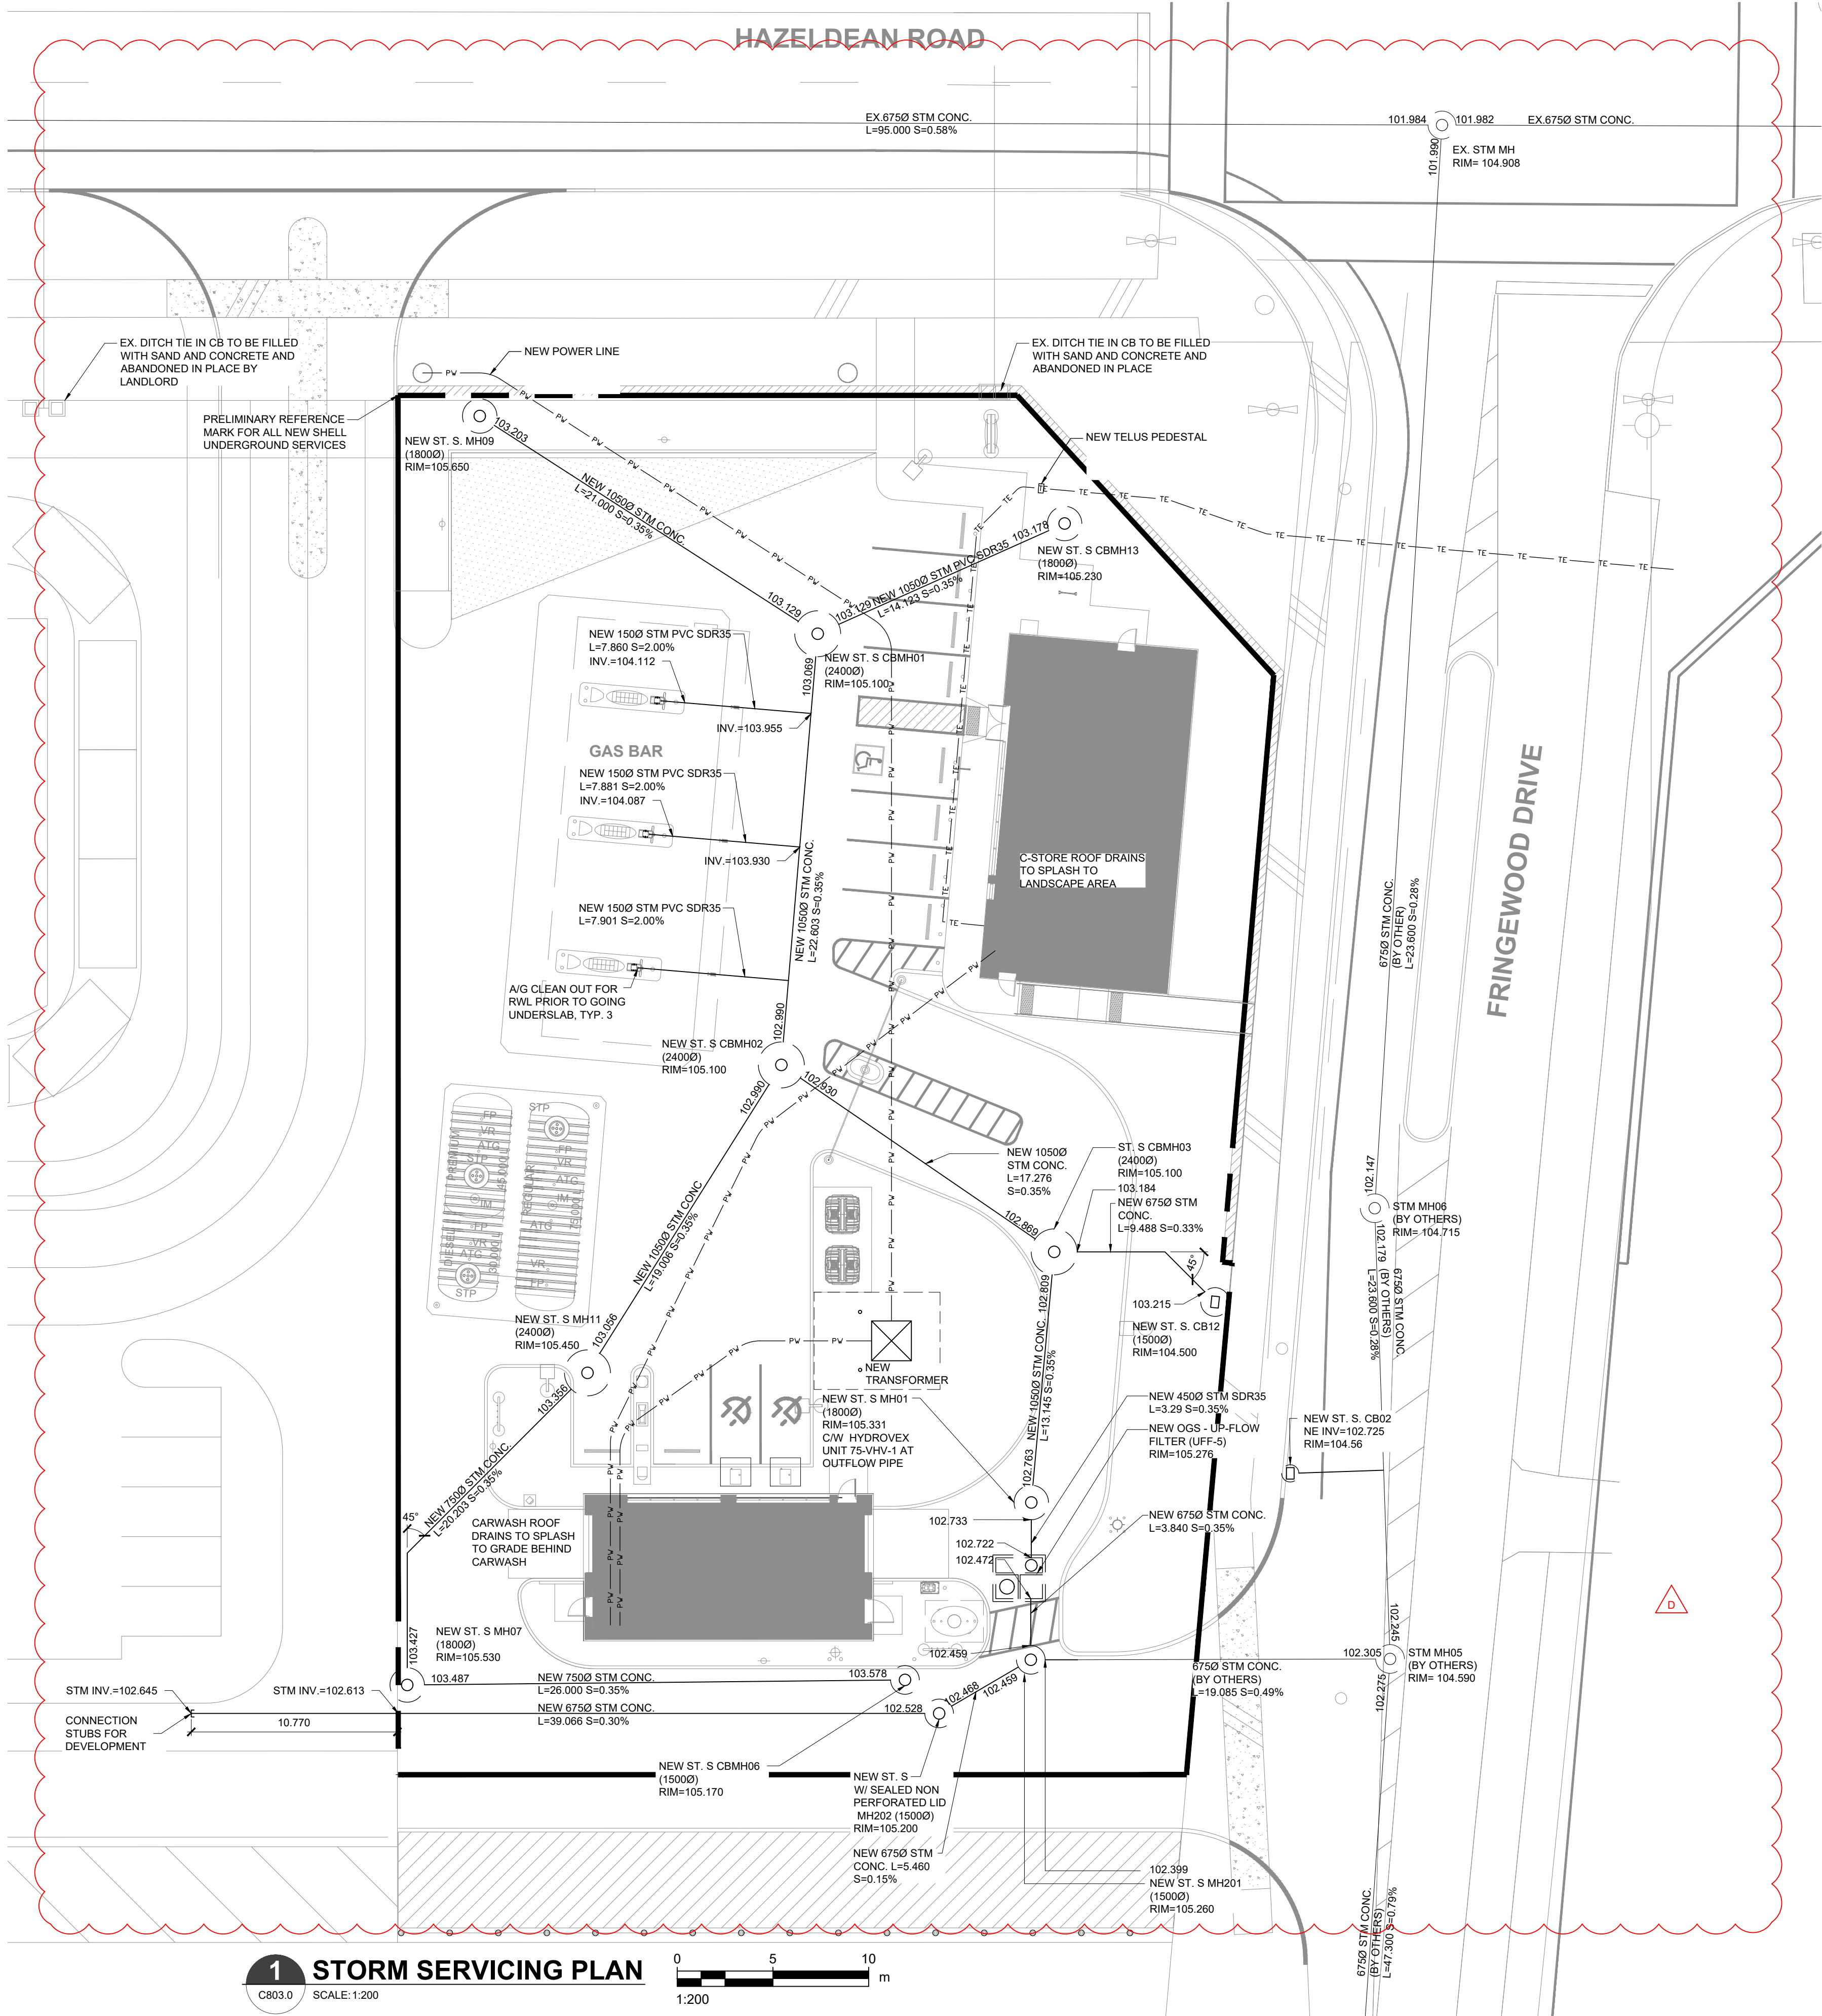 HAZELDEAN ROAD
EX.675Ø STM CONC.
L=95.000 S=0.58%
101.984
101.982
EX.675Ø STM CONC.
101.990
EX. STM MH
RIM= 104.908
EX. DITCH TIE IN CB TO BE FILLED
WITH SAND AND CONCRETE AND
ABANDONED IN PLACE BY
LANDLORD
NEW POWER LINE
EX. DITCH TIE IN CB TO BE FILLED
WITH SAND AND CONCRETE AND
ABANDONED IN PLACE
PRELIMINARY REFERENCE
MARK FOR ALL NEW SHELL
UNDERGROUND SERVICES
NEW ST. S. MH09
(1800Ø)
RIM=105.650
103.203
NEW TELUS PEDESTAL
NEW 1050Ø STM CONC.
L=21.000 S=0.35%
103.129
103.129 NEW 1050Ø STM PVC SDR35 103.178
L=14.123 S=0.35%
NEW ST. S CBMH13
(1800Ø)
RIM=105.230
NEW 150Ø STM PVC SDR35
L=7.860 S=2.00%
INV.=104.112
103.069
NEW ST. S CBMH01
(2400Ø)
RIM=105.100
INV.=103.955
GAS BAR
NEW 150Ø STM PVC SDR35
L=7.881 S=2.00%
INV.=104.087
INV.=103.930
NEW 1050Ø STM CONC.
L=22.603 S=0.35%
C-STORE ROOF DRAINS
TO SPLASH TO
LANDSCAPE AREA
NEW 150Ø STM PVC SDR35
L=7.901 S=2.00%
A/G CLEAN OUT FOR
RWL PRIOR TO GOING
UNDERSLAB, TYP. 3
675Ø STM CONC.
(BY OTHER)
L=23.600 S=0.28%
FRINGEWOOD DRIVE
102.990
NEW ST. S CBMH02
(2400Ø)
RIM=105.100
102.990
102.930
NEW 1050Ø
STM CONC.
L=17.276
S=0.35%
ST. S CBMH03
(2400Ø)
RIM=105.100
103.184
NEW 675Ø STM
CONC.
L=9.488 S=0.33%
102.869
102.147
STM MH06
(BY OTHERS)
RIM= 104.715
102.179
675Ø STM CONC
(BY OTHERS)
L=23.600 S=0.28%
STP
FP
VR
ATG
STP
IM
FP
VR
ATG
STP
PREMIUM
45,000 L
DIESEL
30,000 L
FP
VR
ATG
IM
ATG
VR
FP
REGULAR
75,000 L
NEW 1050Ø STM CONC
L=19.006 S=0.35%
45°
103.215
NEW ST. S. CB12
(1500Ø)
RIM=104.500
NEW ST. S MH11
(2400Ø)
RIM=105.450
103.056
103.356
NEW
TRANSFORMER
102.809
NEW 1050Ø STM CONC.
L=13.145 S=0.35%
102.763
NEW ST. S MH01
(1800Ø)
RIM=105.331
C/W HYDROVEX
UNIT 75-VHV-1 AT
OUTFLOW PIPE
NEW 450Ø STM SDR35
L=3.29 S=0.35%
NEW OGS - UP-FLOW
FILTER (UFF-5)
RIM=105.276
NEW ST. S. CB02
NE INV=102.725
RIM=104.56
NEW 750Ø STM CONC.
L=20.203 S=0.35%
45°
CARWASH ROOF
DRAINS TO SPLASH
TO GRADE BEHIND
CARWASH
102.733
102.722
102.472
NEW 675Ø STM CONC.
L=3.840 S=0.35%
D
103.427
NEW ST. S MH07
(1800Ø)
RIM=105.530
102.459
102.245
102.305
STM MH05
(BY OTHERS)
RIM= 104.590
102.275
675Ø STM CONC.
(BY OTHERS)
L=19.085 S=0.49%
103.487
NEW 750Ø STM CONC.
L=26.000 S=0.35%
103.578
STM INV.=102.645
STM INV.=102.613
NEW 675Ø STM CONC.
L=39.066 S=0.30%
102.528
102.468
102.459
CONNECTION
STUBS FOR
DEVELOPMENT
10.770
NEW ST. S CBMH06
(1500Ø)
RIM=105.170
NEW ST. S
W/ SEALED NON
PERFORATED LID
MH202 (1500Ø)
RIM=105.200
NEW 675Ø STM
CONC. L=5.460
S=0.15%
102.399
NEW ST. S MH201
(1500Ø)
RIM=105.260
675Ø STM CONC.
(BY OTHERS)
L=47.300 S=0.79%
1
C803.0
STORM SERVICING PLAN
SCALE: 1:200
0 5 10
m
1:200